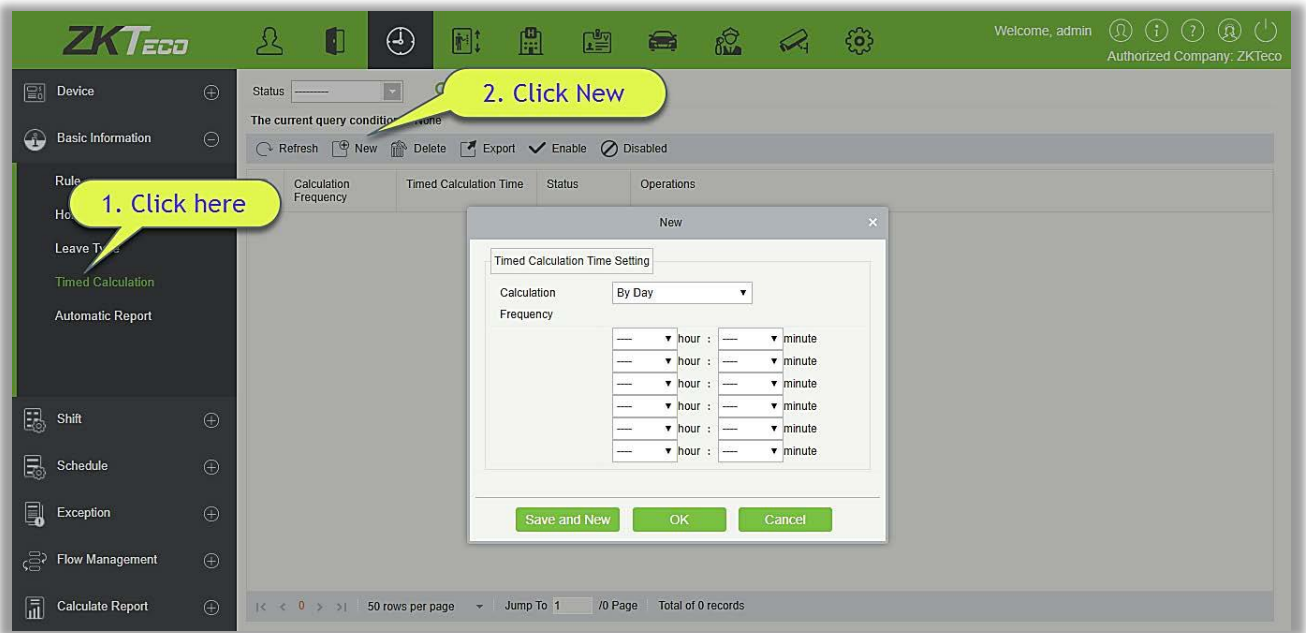 ZKTECO
Welcome, admin
Authorized Company: ZKTeco
Device
Basic Information
Rule
1. Click here
Leave Type
Timed Calculation
Automatic Report
Shift
Schedule
Exception
Flow Management
Calculate Report
Status ---------
2. Click New
The current query condition None
Refresh New Delete Export Enable Disabled
Calculation Frequency Timed Calculation Time Status Operations
New ×
Timed Calculation Time Setting
Calculation Frequency By Day
---- hour : ---- minute
---- hour : ---- minute
---- hour : ---- minute
---- hour : ---- minute
---- hour : ---- minute
---- hour : ---- minute
Save and New OK Cancel
|< < 0 > >| 50 rows per page Jump To 1 /0 Page Total of 0 records